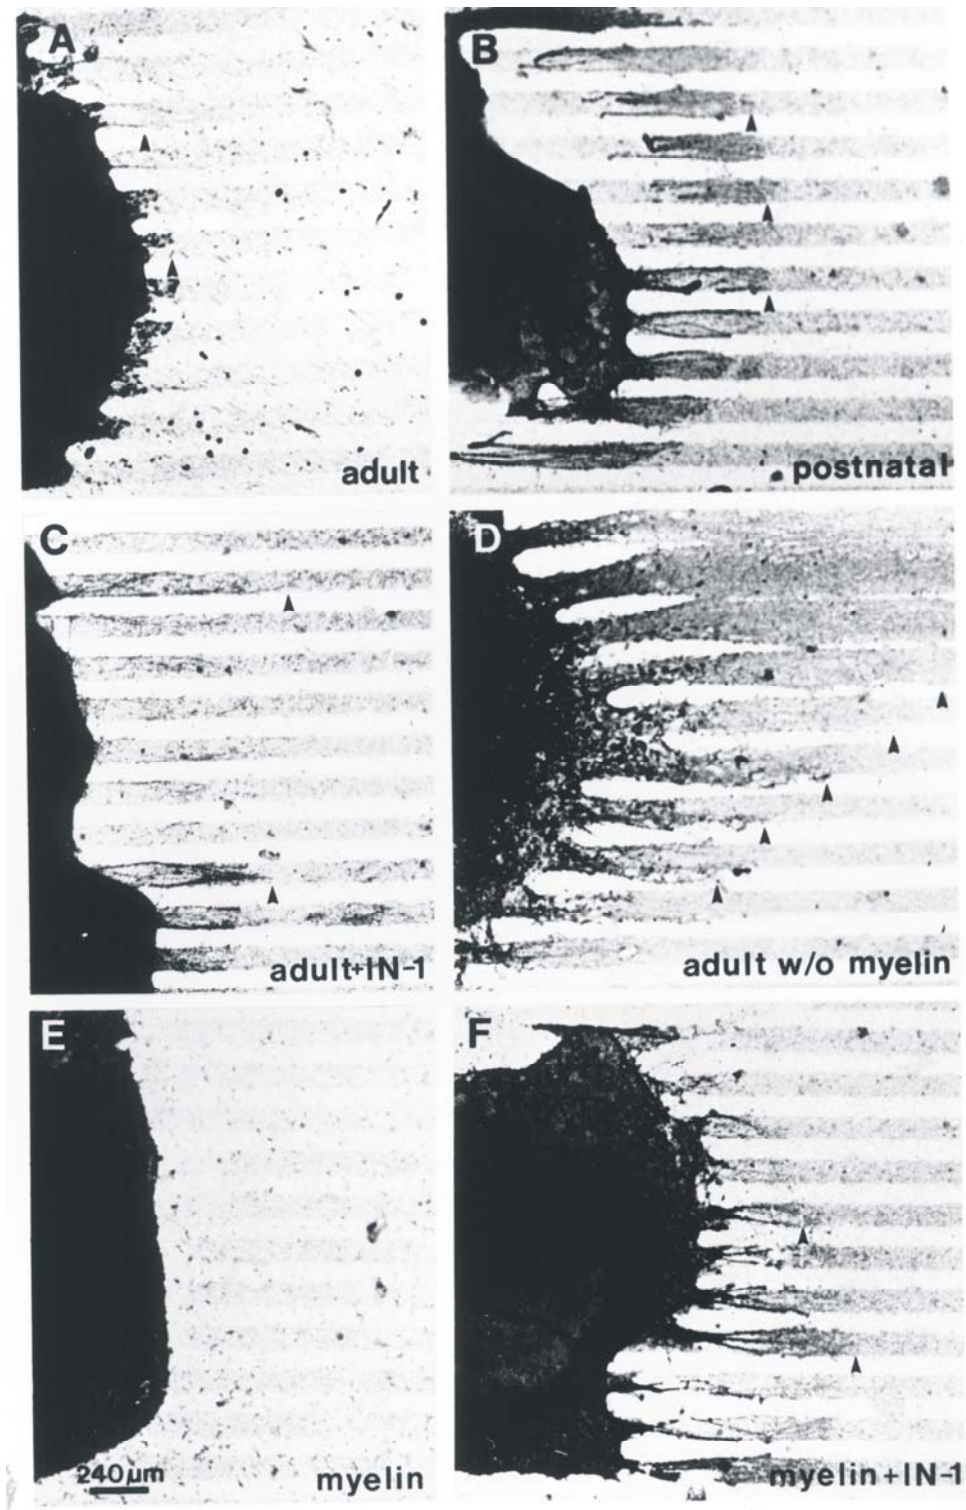 A
B
adult
postnatal
C
D
adult+IN-1
adult w/o myelin
E
F
240µm
myelin
myelin+IN-1